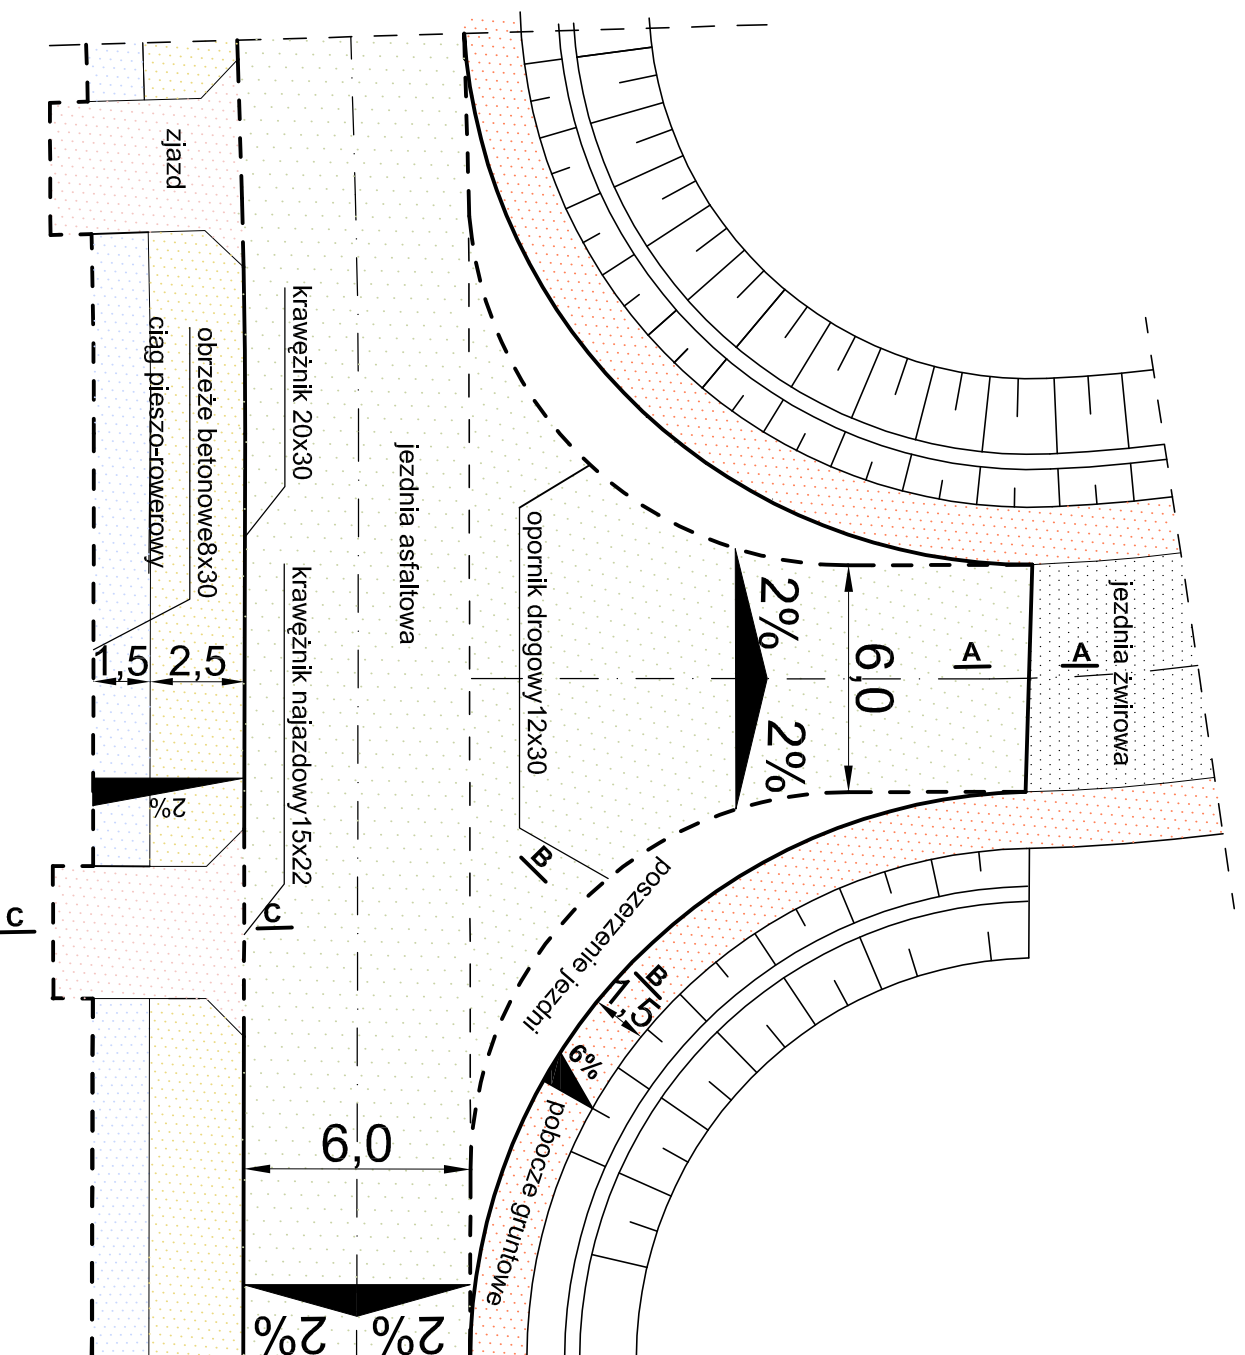 zjazd
krawężnik 20x30
obrzeże betonowe8x30
ciąg pieszo-rowerowy
jezdnia asfaltowa
opornik drogowy12x30
krawężnik najazdowy15x22
2%
2%
6,0
A
A
jezdnia żwirowa
1,5
2,5
2%
B
poszerzenie jezdni
C
C
B
1,5
6%
pobocze gruntowe
6,0
2%
2%